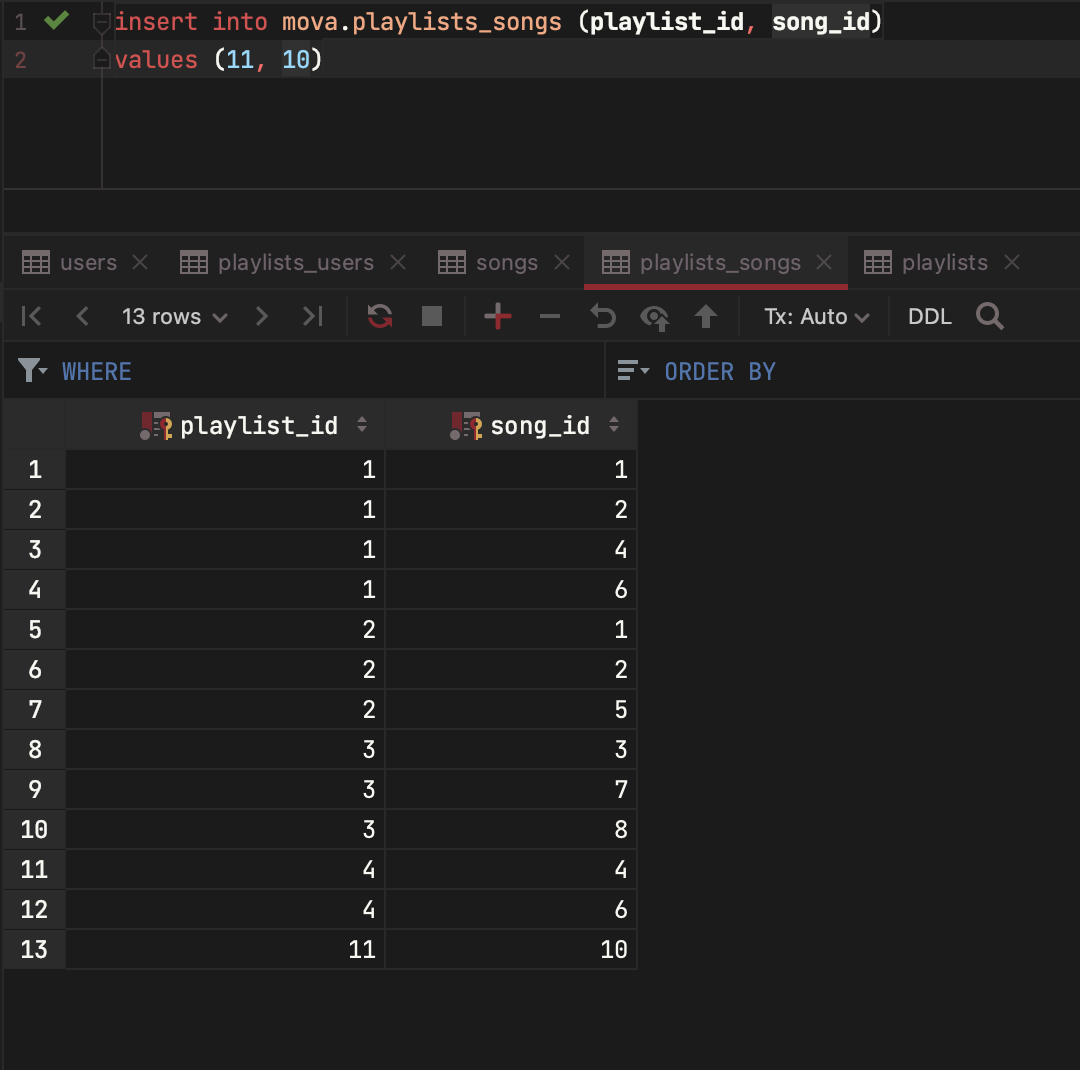 1 insert into mova.playlists_songs (playlist_id, song_id)
2 values (11, 10)
users playlists_users songs playlists_songs playlists
13 rows Tx: Auto DDL
WHERE ORDER BY
playlist_id song_id
1 1 1
2 1 2
3 1 4
4 1 6
5 2 1
6 2 2
7 2 5
8 3 3
9 3 7
10 3 8
11 4 4
12 4 6
13 11 10